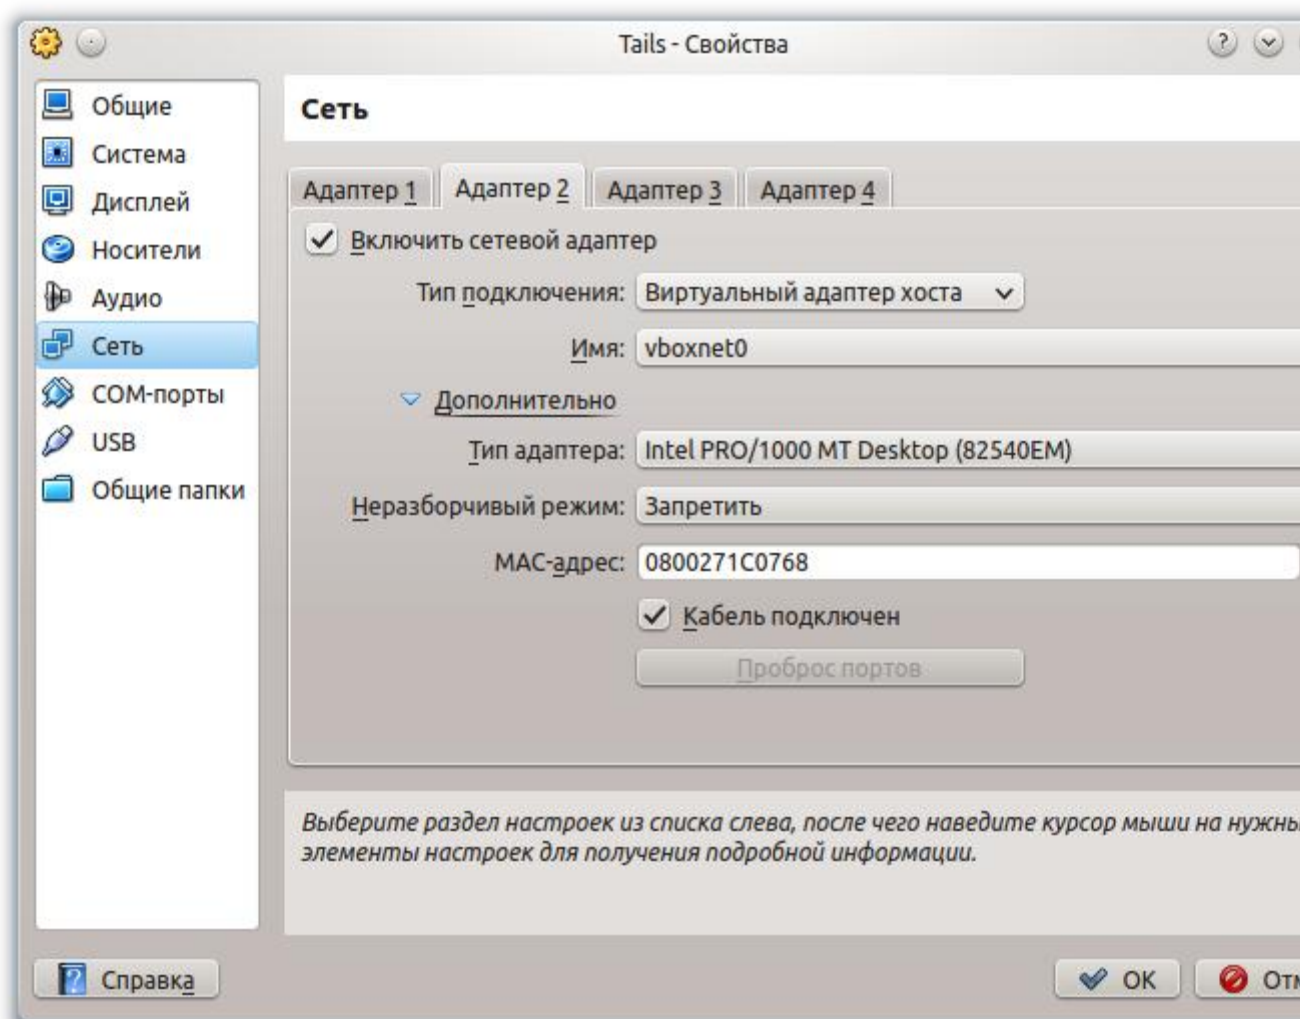 Tails - Свойства
Общие
Система
Дисплей
Носители
Аудио
Сеть
COM-порты
USB
Общие папки
Сеть
Адаптер 1 Адаптер 2 Адаптер 3 Адаптер 4
Включить сетевой адаптер
Тип подключения: Виртуальный адаптер хоста
Имя: vboxnet0
Дополнительно
Тип адаптера: Intel PRO/1000 MT Desktop (82540EM)
Неразборчивый режим: Запретить
MAC-адрес: 0800271C0768
Кабель подключен
Проброс портов
Выберите раздел настроек из списка слева, после чего наведите курсор мыши на
элементы настроек для получения подробной информации.
Справка OK